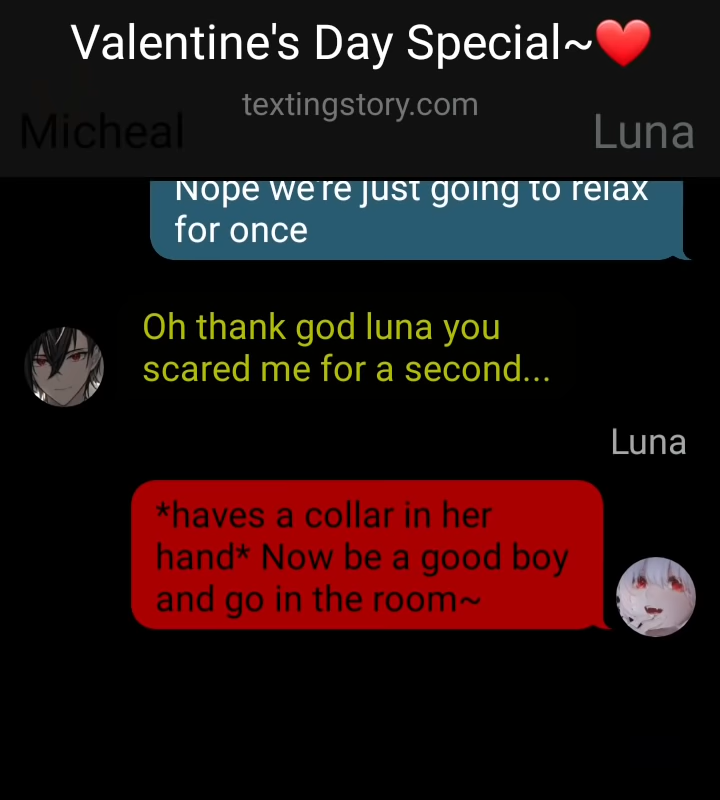 Valentine's Day Special~❤️
textingstory.com
Micheal
Luna
Nope we're just going to relax
for once
Oh thank god luna you
scared me for a second...
Luna
*haves a collar in her
hand* Now be a good boy
and go in the room~